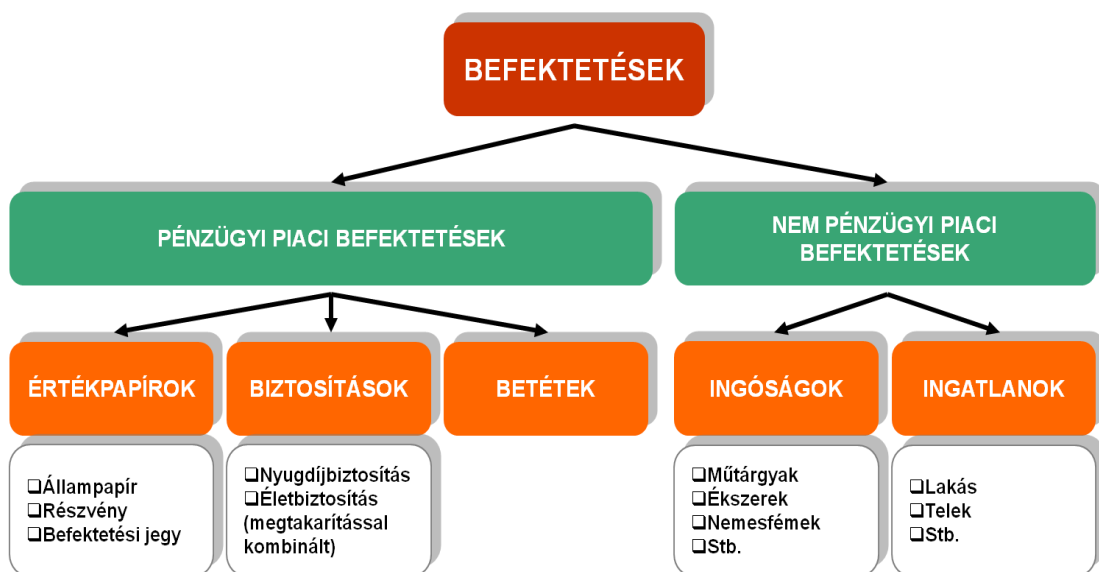 BEFEKTETÉSEK
PÉNZÜGYI PIACI BEFEKTETÉSEK
NEM PÉNZÜGYI PIACI
BEFEKTETÉSEK
ÉRTÉKPAPÍROK
BIZTOSÍTÁSOK
BETÉTEK
INGÓSÁGOK
INGATLANOK
❑Állampapír
❑Részvény
❑Befektetési jegy
❑Nyugdíjbiztosítás
❑Életbiztosítás
(megtakarítással
kombinált)
❑Műtárgyak
❑Ékszerek
❑Nemesfémek
❑Stb.
❑Lakás
❑Telek
❑Stb.